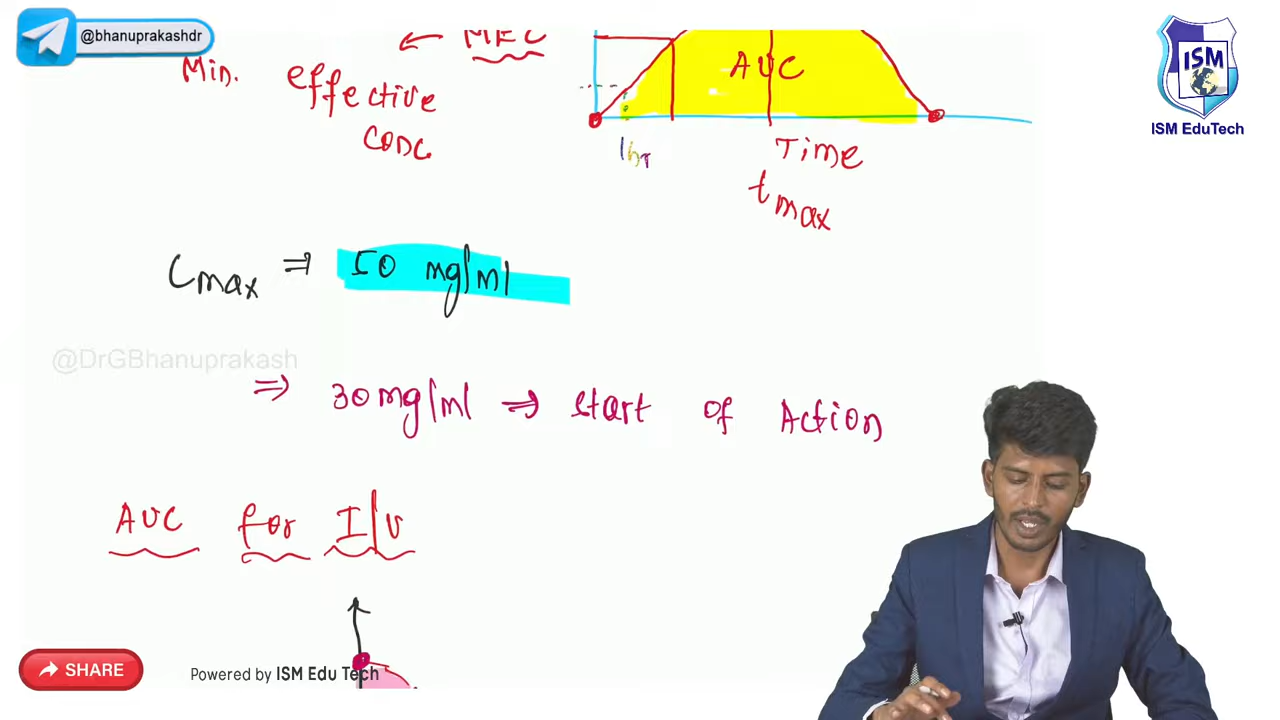 @bhanuprakashdr
ISM
ISM EduTech
← MEC
Min. effective
conc
AUC
1hr
Time
tmax
Cmax ⇒ 50 mg/ml
@DrGBhanuprakash
⇒ 30mg/ml ⇒ start of Action
AUC for I/V
SHARE
Powered by ISM Edu Tech